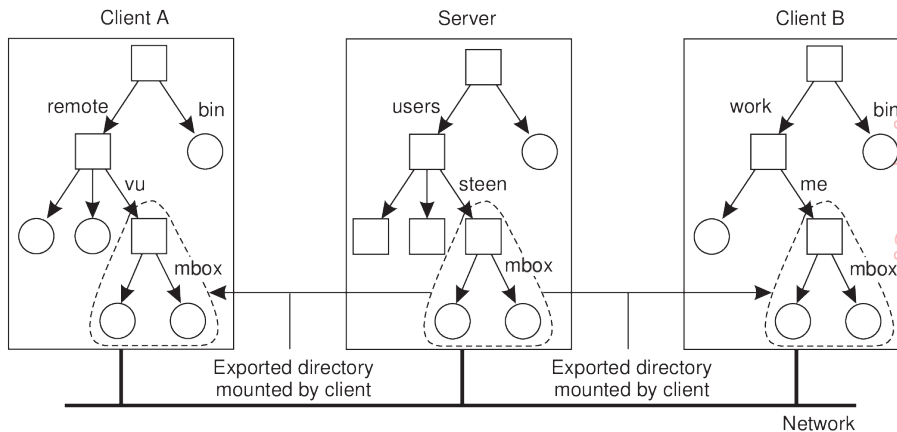 Client A
Server
Client B
remote
bin
users
work
bin
vu
steen
me
mbox
mbox
mbox
Exported directory
mounted by client
Exported directory
mounted by client
Network